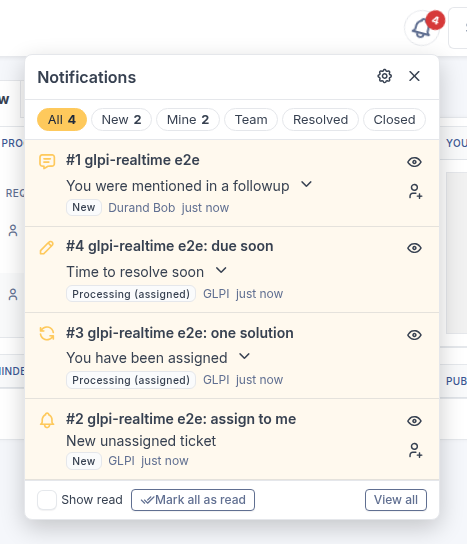 4
Notifications
All 4
New 2
Mine 2
Team
Resolved
Closed
#1 glpi-realtime e2e
You were mentioned in a followup
New Durand Bob just now
#4 glpi-realtime e2e: due soon
Time to resolve soon
Processing (assigned) GLPI just now
#3 glpi-realtime e2e: one solution
You have been assigned
Processing (assigned) GLPI just now
#2 glpi-realtime e2e: assign to me
New unassigned ticket
New GLPI just now
Show read
Mark all as read
View all
W
PRO
REC
INDE
YOU
PUB